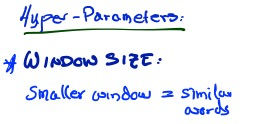 Hyper-Parameters:
* WINDOW SIZE:
Smaller window = similar
words